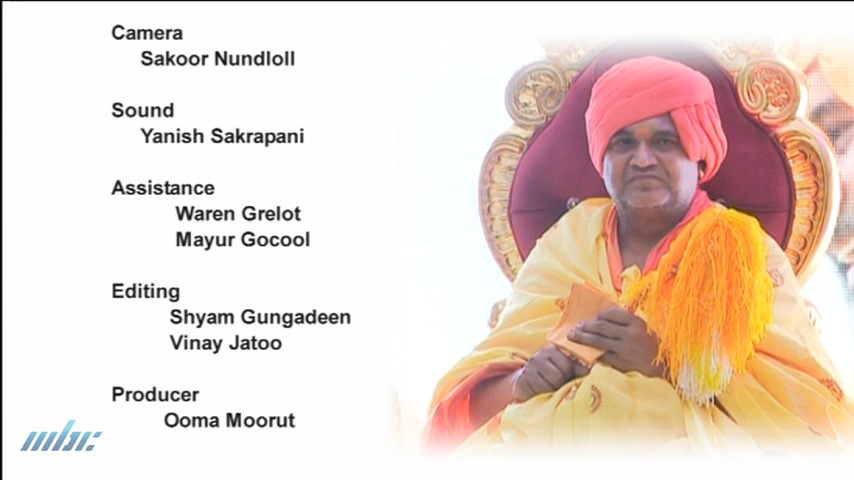 Camera
Sakoor Nundloll
Sound
Yanish Sakrapani
Assistance
Waren Grelot
Mayur Gocool
Editing
Shyam Gungadeen
Vinay Jatoo
Producer
Ooma Moorut
mbc